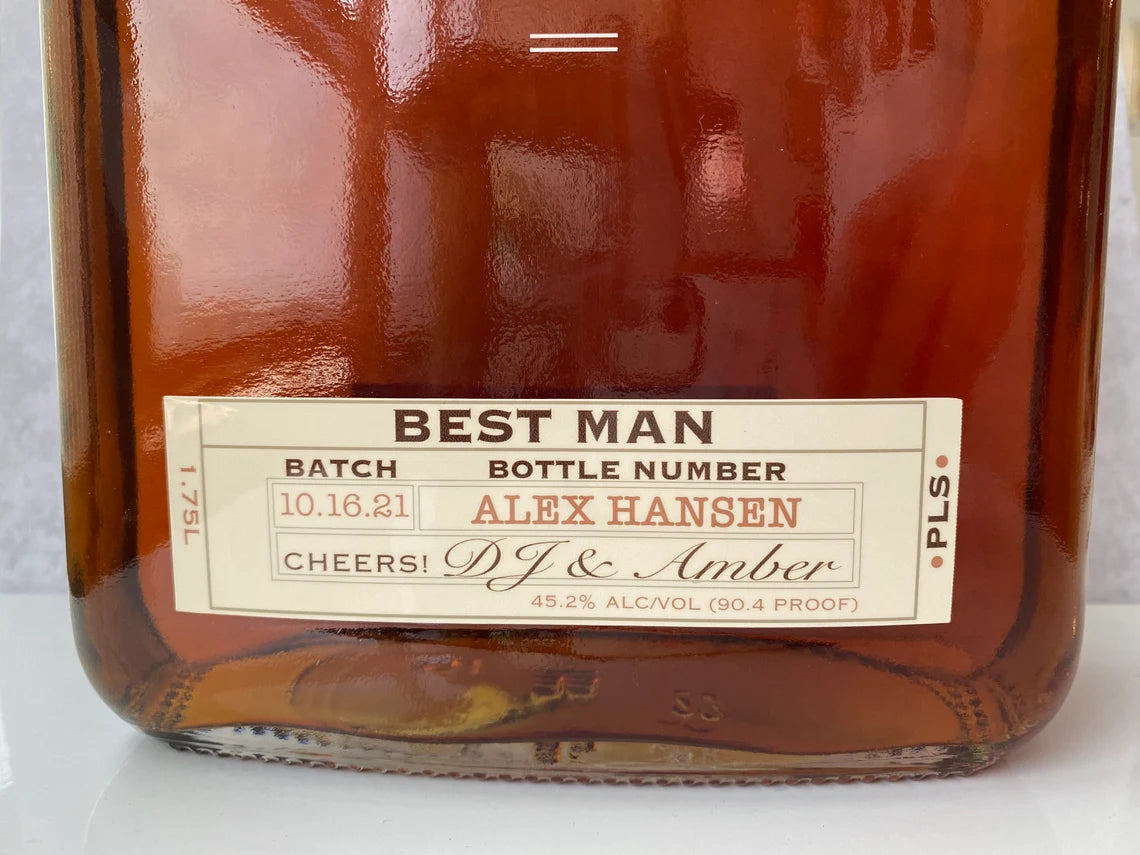 BEST MAN
BATCH BOTTLE NUMBER
10.16.21 ALEX HANSEN
CHEERS! DJ & Amber
45.2% ALC/VOL (90.4 PROOF)
1.75L
•PLS•